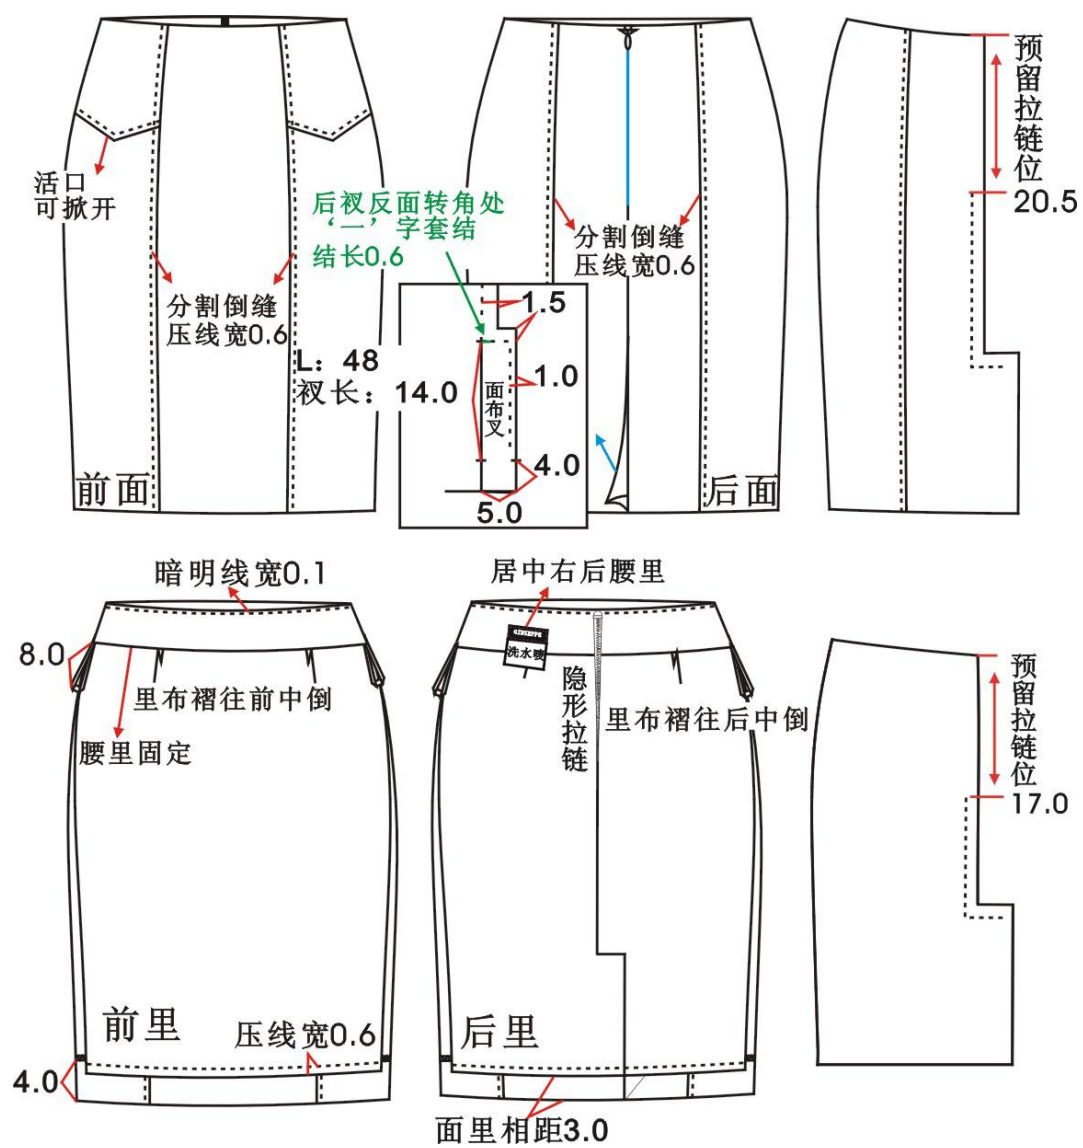 预留拉链位
20.5
活口
可掀开
后衩反面转角处
‘一’字套结
结长0.6
分割倒缝
压线宽0.6
分割倒缝
压线宽0.6
1.5
L: 48
衩长: 14.0
面布叉
1.0
4.0
5.0
前面
后面
暗明线宽0.1
居中右后腰里
8.0
洗水唛
里布褶往前中倒
腰里固定
隐形拉链
里布褶往后中倒
预留拉链位
17.0
前里
压线宽0.6
后里
4.0
面里相距3.0